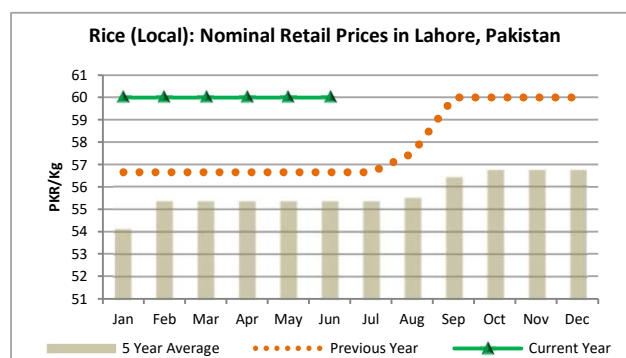 Rice (Local): Nominal Retail Prices in Lahore, Pakistan
PKR/Kg
61
60
59
58
57
56
55
54
53
52
51
Jan Feb Mar Apr May Jun Jul Aug Sep Oct Nov Dec
5 Year Average Previous Year Current Year